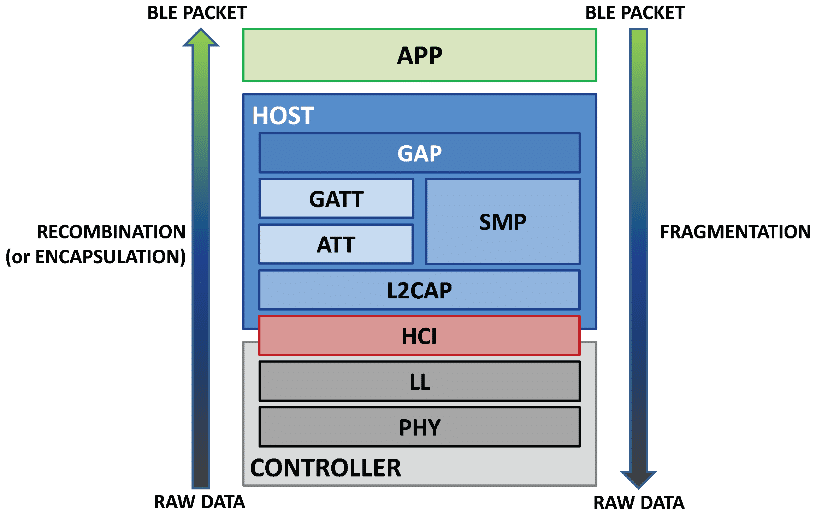 BLE PACKET
BLE PACKET
APP
HOST
GAP
GATT
SMP
ATT
RECOMBINATION
(or ENCAPSULATION)
FRAGMENTATION
L2CAP
HCI
LL
PHY
CONTROLLER
RAW DATA
RAW DATA